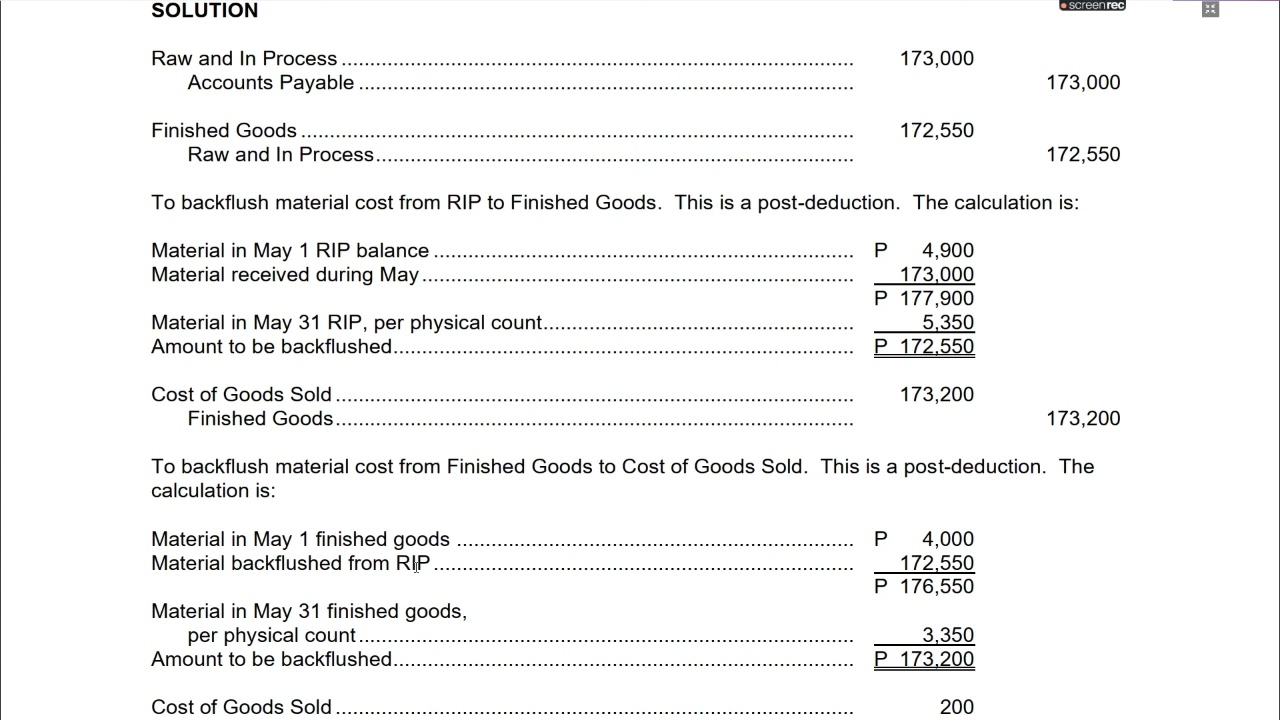 SOLUTION
screenrec
Raw and In Process ........................................ 173,000
Accounts Payable ........................................ 173,000
Finished Goods ........................................ 172,550
Raw and In Process ........................................ 172,550
To backflush material cost from RIP to Finished Goods. This is a post-deduction. The calculation is:
Material in May 1 RIP balance ........................................ P 4,900
Material received during May ........................................ 173,000
P 177,900
Material in May 31 RIP, per physical count ........................................ 5,350
Amount to be backflushed ........................................ P 172,550
Cost of Goods Sold ........................................ 173,200
Finished Goods ........................................ 173,200
To backflush material cost from Finished Goods to Cost of Goods Sold. This is a post-deduction. The
calculation is:
Material in May 1 finished goods ........................................ P 4,000
Material backflushed from RIP ........................................ 172,550
P 176,550
Material in May 31 finished goods,
per physical count ........................................ 3,350
Amount to be backflushed ........................................ P 173,200
Cost of Goods Sold ........................................ 200